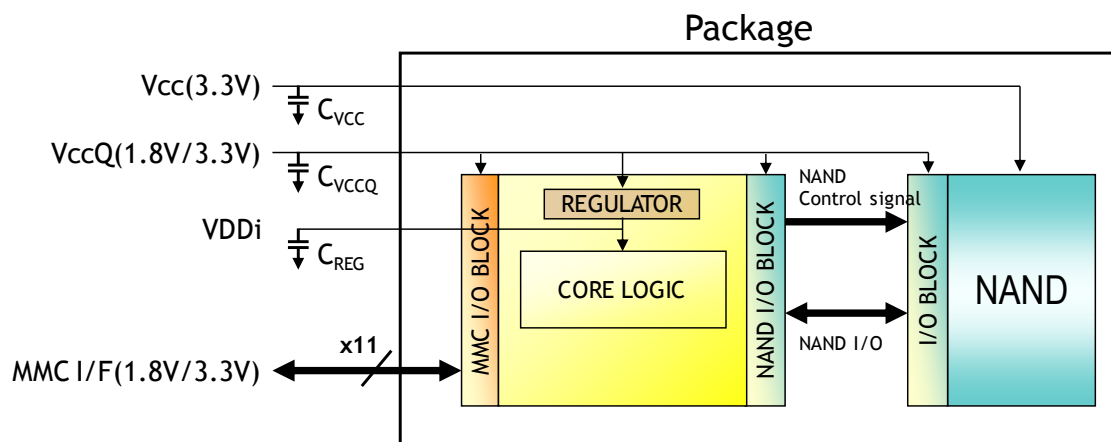 Package
Vcc(3.3V)
CVCC
VccQ(1.8V/3.3V)
CVCCQ
VDDi
CREG
MMC I/F(1.8V/3.3V)
x11
MMC I/O BLOCK
REGULATOR
CORE LOGIC
NAND I/O BLOCK
NAND
Control signal
NAND I/O
I/O BLOCK
NAND